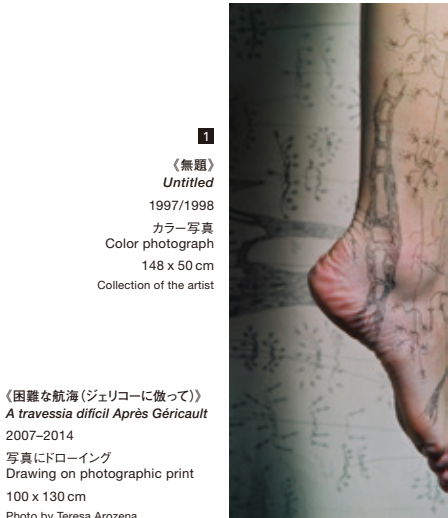 1
《無題》
Untitled
1997/1998
カラー写真
Color photograph
148 x 50 cm
Collection of the artist
《困難な航海(ジェリコーに倣って)》
A travessia difícil Après Géricault
2007–2014
写真にドローイング
Drawing on photographic print
100 x 130 cm
Photo by Teresa Arozena